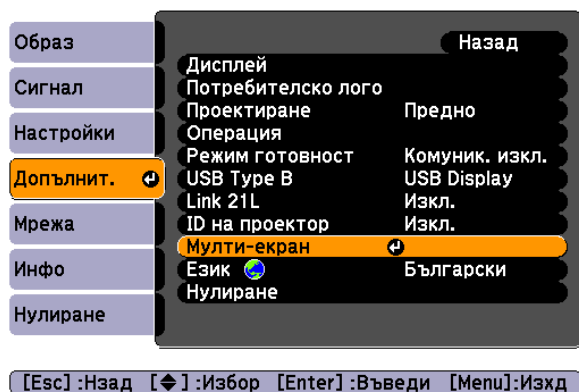 Образ
Сигнал
Настройки
Допълнит.
Мрежа
Инфо
Нулиране
Назад
Дисплей
Потребителско лого
Проектиране Предно
Операция
Режим готовност Комуник. изкл.
USB Type B USB Display
Link 21L Изкл.
ID на проектор Изкл.
Мулти-екран
Език Български
Нулиране
[Esc] :Нзад [◆] :Избор [Enter] :Въведи [Menu]:Изхд